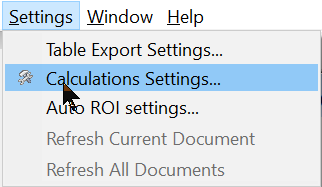 Settings Window Help
Table Export Settings...
Calculations Settings...
Auto ROI settings...
Refresh Current Document
Refresh All Documents